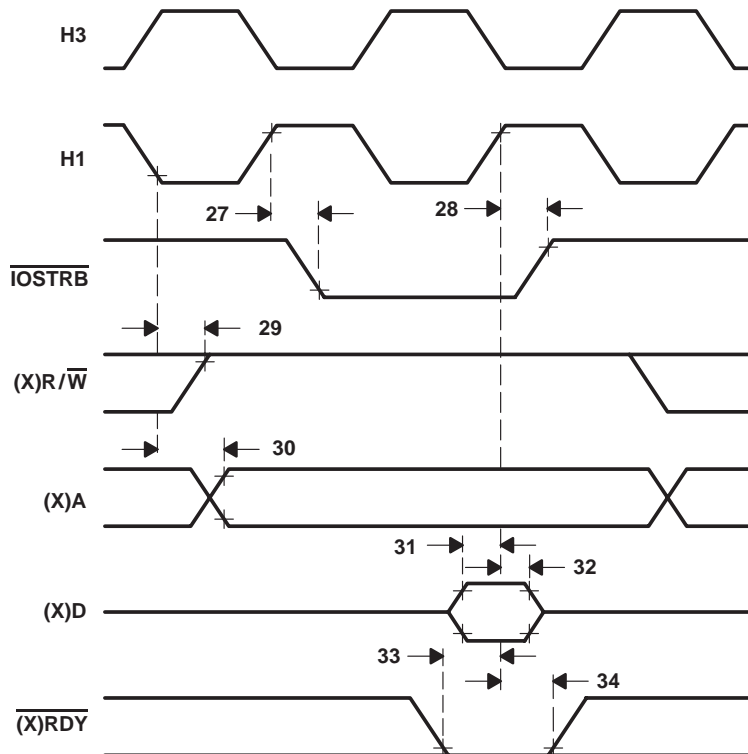 H3
H1
27
28
IOSTRB
29
(X)R/W
30
(X)A
31
32
(X)D
33
34
(X)RDY